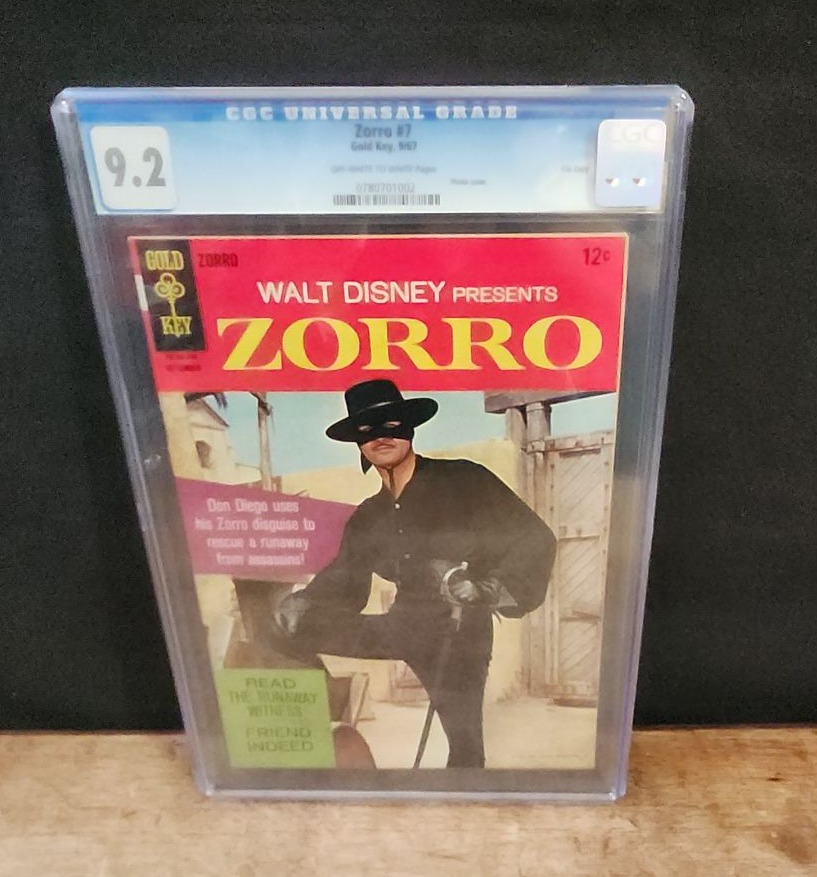 CGC UNIVERSAL GRADE
9.2
Zorro #7
Gold Key, 9/67
OFF-WHITE TO WHITE Pages
Photo cover
0780701002
CGC
GOLD
KEY
ZORRO
12¢
WALT DISNEY PRESENTS
ZORRO
Don Diego uses
his Zorro disguise to
rescue a runaway
from assassins!
READ
THE RUNAWAY
WITNESS
FRIEND
INDEED